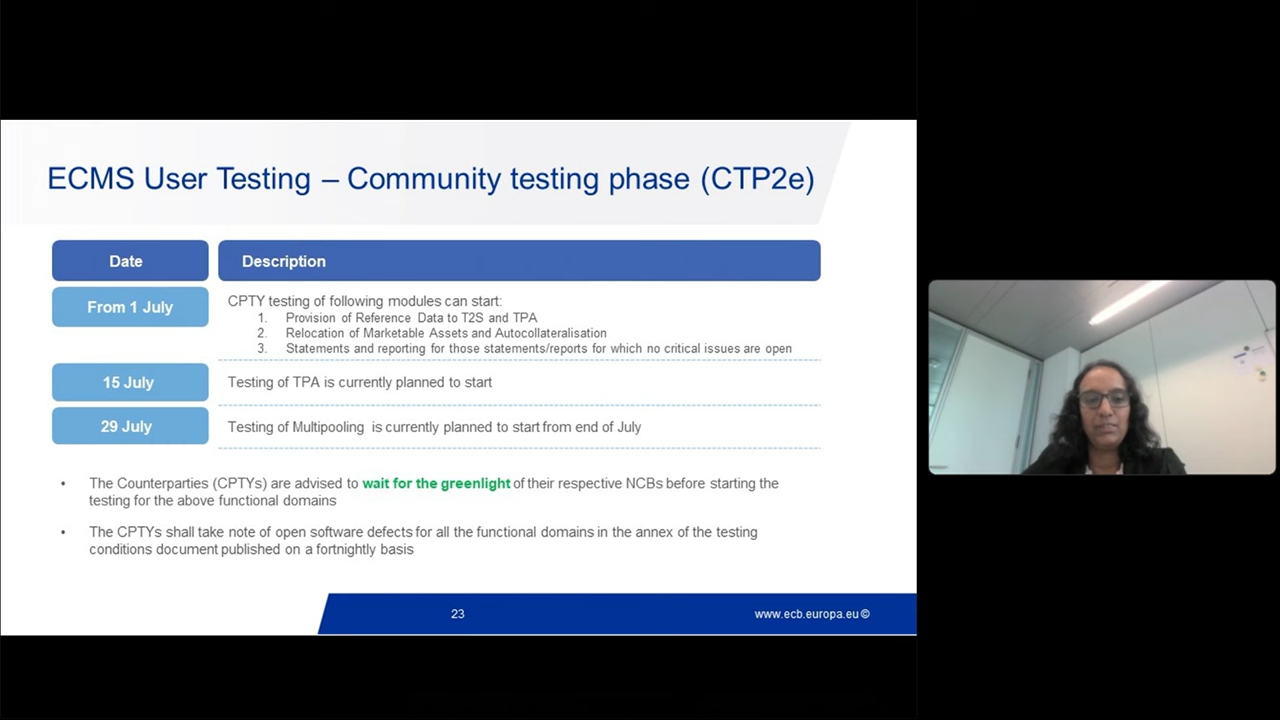 ECMS User Testing – Community testing phase (CTP2e)
Date
Description
From 1 July
CPTY testing of following modules can start:
1. Provision of Reference Data to T2S and TPA
2. Relocation of Marketable Assets and Autocollateralisation
3. Statements and reporting for those statements/reports for which no critical issues are open
15 July
Testing of TPA is currently planned to start
29 July
Testing of Multipooling is currently planned to start from end of July
• The Counterparties (CPTYs) are advised to wait for the greenlight of their respective NCBs before starting the
testing for the above functional domains
• The CPTYs shall take note of open software defects for all the functional domains in the annex of the testing
conditions document published on a fortnightly basis
23
www.ecb.europa.eu ©